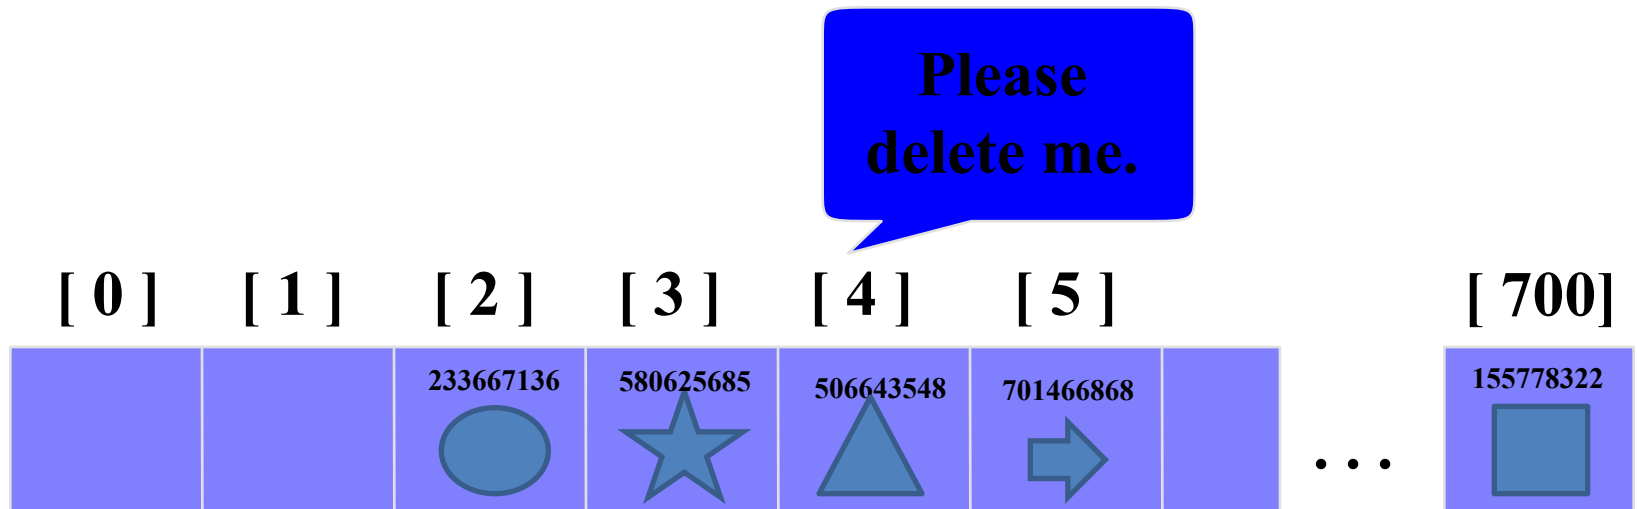 Please
delete me.
[ 0 ] [ 1 ] [ 2 ] [ 3 ] [ 4 ] [ 5 ] [ 700]
233667136 580625685 506643548 701466868 155778322
. . .